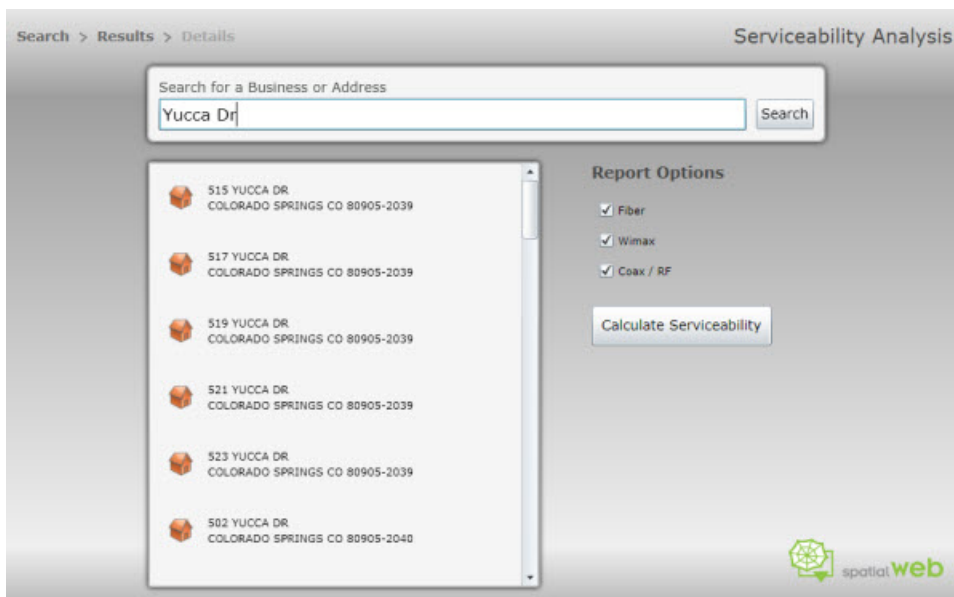 Search > Results > Details
Serviceability Analysis
Search for a Business or Address
Yucca Dr
Search
515 YUCCA DR
COLORADO SPRINGS CO 80905-2039
517 YUCCA DR
COLORADO SPRINGS CO 80905-2039
519 YUCCA DR
COLORADO SPRINGS CO 80905-2039
521 YUCCA DR
COLORADO SPRINGS CO 80905-2039
523 YUCCA DR
COLORADO SPRINGS CO 80905-2039
502 YUCCA DR
COLORADO SPRINGS CO 80905-2040
Report Options
Fiber
Wimax
Coax / RF
Calculate Serviceability
spatial web